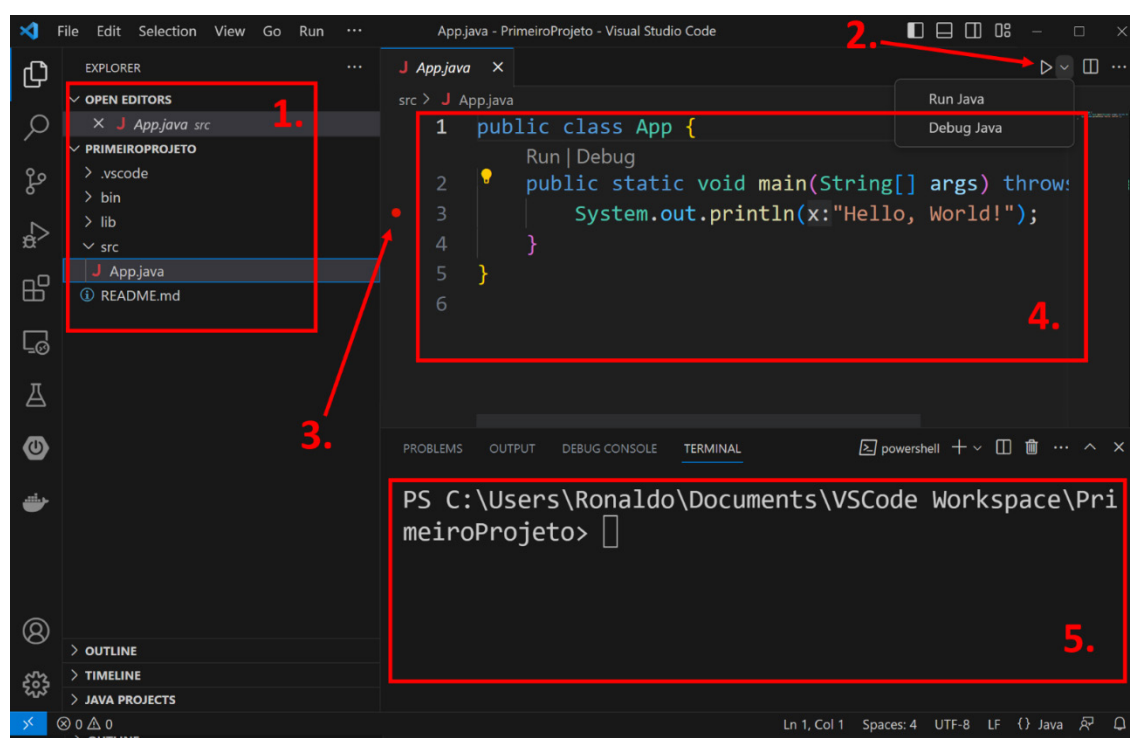 File Edit Selection View Go Run ··· App.java - PrimeiroProjeto - Visual Studio Code
2.
EXPLORER ···
OPEN EDITORS
App.java src
1.
PRIMEIROPROJETO
.vscode
bin
lib
src
J App.java
README.md
3.
J App.java
src > J App.java
Run Java
Debug Java
1 public class App {
Run | Debug
2 public static void main(String[] args) throws
3 System.out.println(x:"Hello, World!");
4 }
5 }
6
4.
PROBLEMS OUTPUT DEBUG CONSOLE TERMINAL powershell
PS C:\Users\Ronaldo\Documents\VSCode Workspace\Pri
meiroProjeto>
5.
OUTLINE
TIMELINE
JAVA PROJECTS
0 0 Ln 1, Col 1 Spaces: 4 UTF-8 LF {} Java